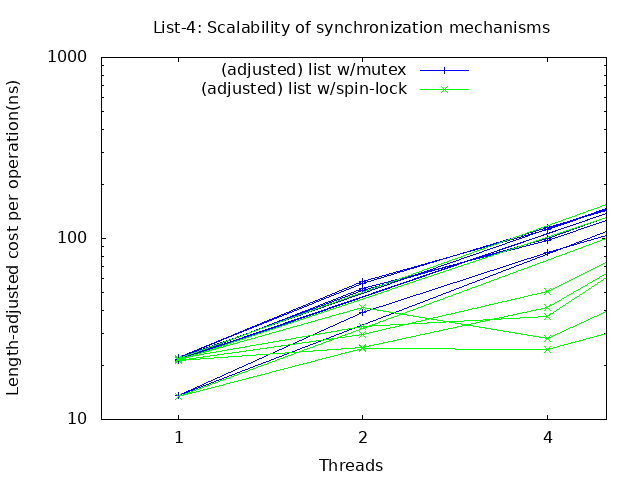 List-4: Scalability of synchronization mechanisms
1000
(adjusted) list w/mutex
(adjusted) list w/spin-lock
100
Length-adjusted cost per operation(ns)
10
1 2 4
Threads